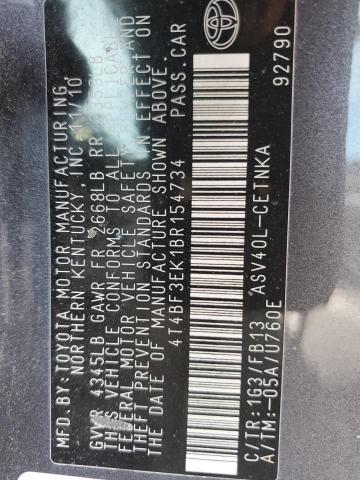 MFD. BY: TOYOTA MOTOR MANUFACTURING,
NORTHERN KENTUCKY, INC 11/10
GVWR 4345LB GAWR FR 2668LB RR
THIS VEHICLE CONFORMS TO ALL APPLICABLE
FEDERAL MOTOR VEHICLE SAFETY AND
THEFT PREVENTION STANDARDS IN EFFECT ON
THE DATE OF MANUFACTURE SHOWN ABOVE.
4T4BF3EK1BR154734 PASS. CAR
C/TR: 1G3/FB13 ASV40L-CETNKA
A/TM: -05A/U760E
92790